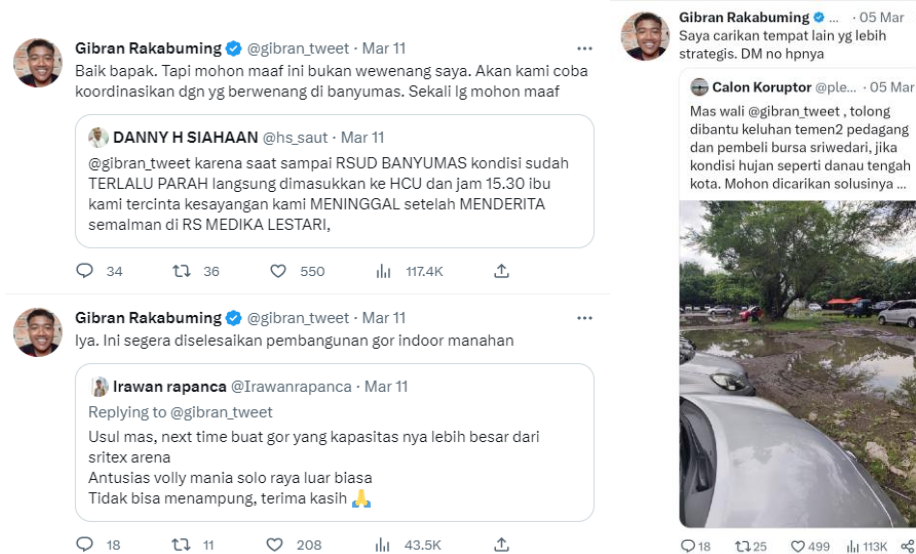 Gibran Rakabuming @gibran_tweet · Mar 11
Baik bapak. Tapi mohon maaf ini bukan wewenang saya. Akan kami coba
koordinasikan dgn yg berwenang di banyumas. Sekali lg mohon maaf
DANNY H SIAHAAN @hs_saut · Mar 11
@gibran_tweet karena saat sampai RSUD BANYUMAS kondisi sudah
TERLALU PARAH langsung dimasukkan ke HCU dan jam 15.30 ibu
kami tercinta kesayangan kami MENINGGAL setelah MENDERITA
semalman di RS MEDIKA LESTARI,
34 36 550 117.4K
Gibran Rakabuming @gibran_tweet · Mar 11
Iya. Ini segera diselesaikan pembangunan gor indoor manahan
Irawan rapanca @Irawanrapanca · Mar 11
Replying to @gibran_tweet
Usul mas, next time buat gor yang kapasitas nya lebih besar dari
sritex arena
Antusias volly mania solo raya luar biasa
Tidak bisa menampung, terima kasih 🙏
18 11 208 43.5K
Gibran Rakabuming ... · 05 Mar
Saya carikan tempat lain yg lebih
strategis. DM no hpnya
Calon Koruptor @ple... · 05 Mar
Mas wali @gibran_tweet , tolong
dibantu keluhan temen2 pedagang
dan pembeli bursa sriwedari, jika
kondisi hujan seperti danau tengah
kota. Mohon dicarikan solusinya ...
18 25 499 113K